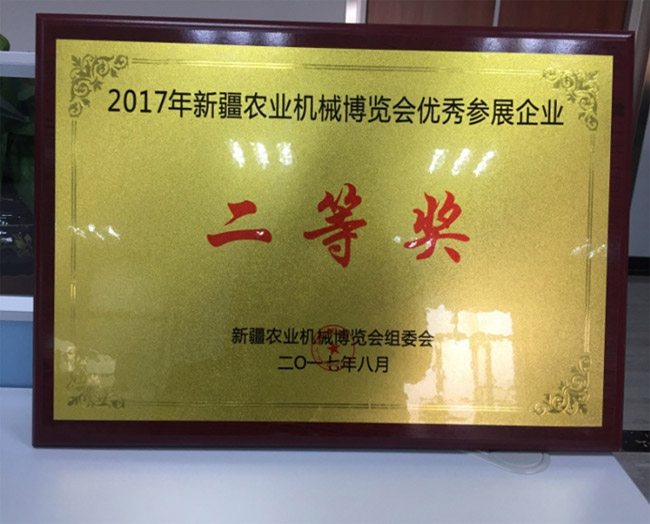 2017年新疆农业机械博览会优秀参展企业
二等奖
新疆农业机械博览会组委会
二〇一七年八月